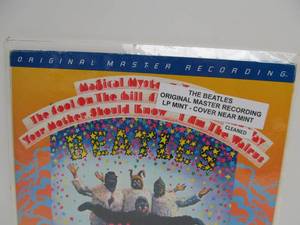 ORIGINAL MASTER RECORDING
Magical Myst
The Fool On The Hill
Your Mother Should Know I Am The Walrus
THE BEATLES
ORIGINAL MASTER RECORDING
LP MINT - COVER NEAR MINT
CLEANED
BEATLES